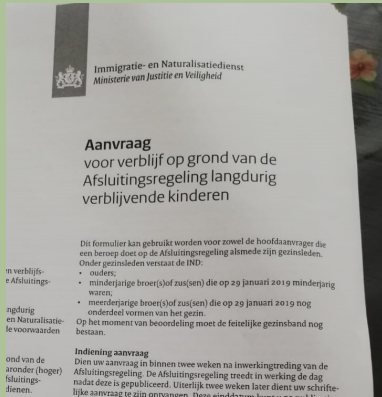 Immigratie- en Naturalisatiedienst
Ministerie van Justitie en Veiligheid
Aanvraag
voor verblijf op grond van de
Afsluitingsregeling langdurig
verblijvende kinderen
Dit formulier kan gebruikt worden voor zowel de hoofdaanvrager die
een beroep doet op de Afsluitingsregeling alsmede zijn gezinsleden.
Onder gezinsleden verstaat de IND:
• ouders;
• minderjarige broer(s)of zus(sen) die op 29 januari 2019 minderjarig
waren;
• meerderjarige broer(s)of zus(sen) die op 29 januari 2019 nog
onderdeel vormen van het gezin.
Op het moment van beoordeling moet de feitelijke gezinsband nog
bestaan.
Indiening aanvraag
Dien uw aanvraag in binnen twee weken na inwerkingtreding van de
Afsluitingsregeling. De Afsluitingsregeling treedt in werking de dag
nadat deze is gepubliceerd. Uiterlijk twee weken later dient uw schrifte-
lijke aanvraag te zijn ontvangen. Deze einddatum
en verblijfs-
e Afsluitings-
ngdurig
en Naturalisatie-
le voorwaarden
ond van de
aronder (hoger)
fsluitings-
dienen.